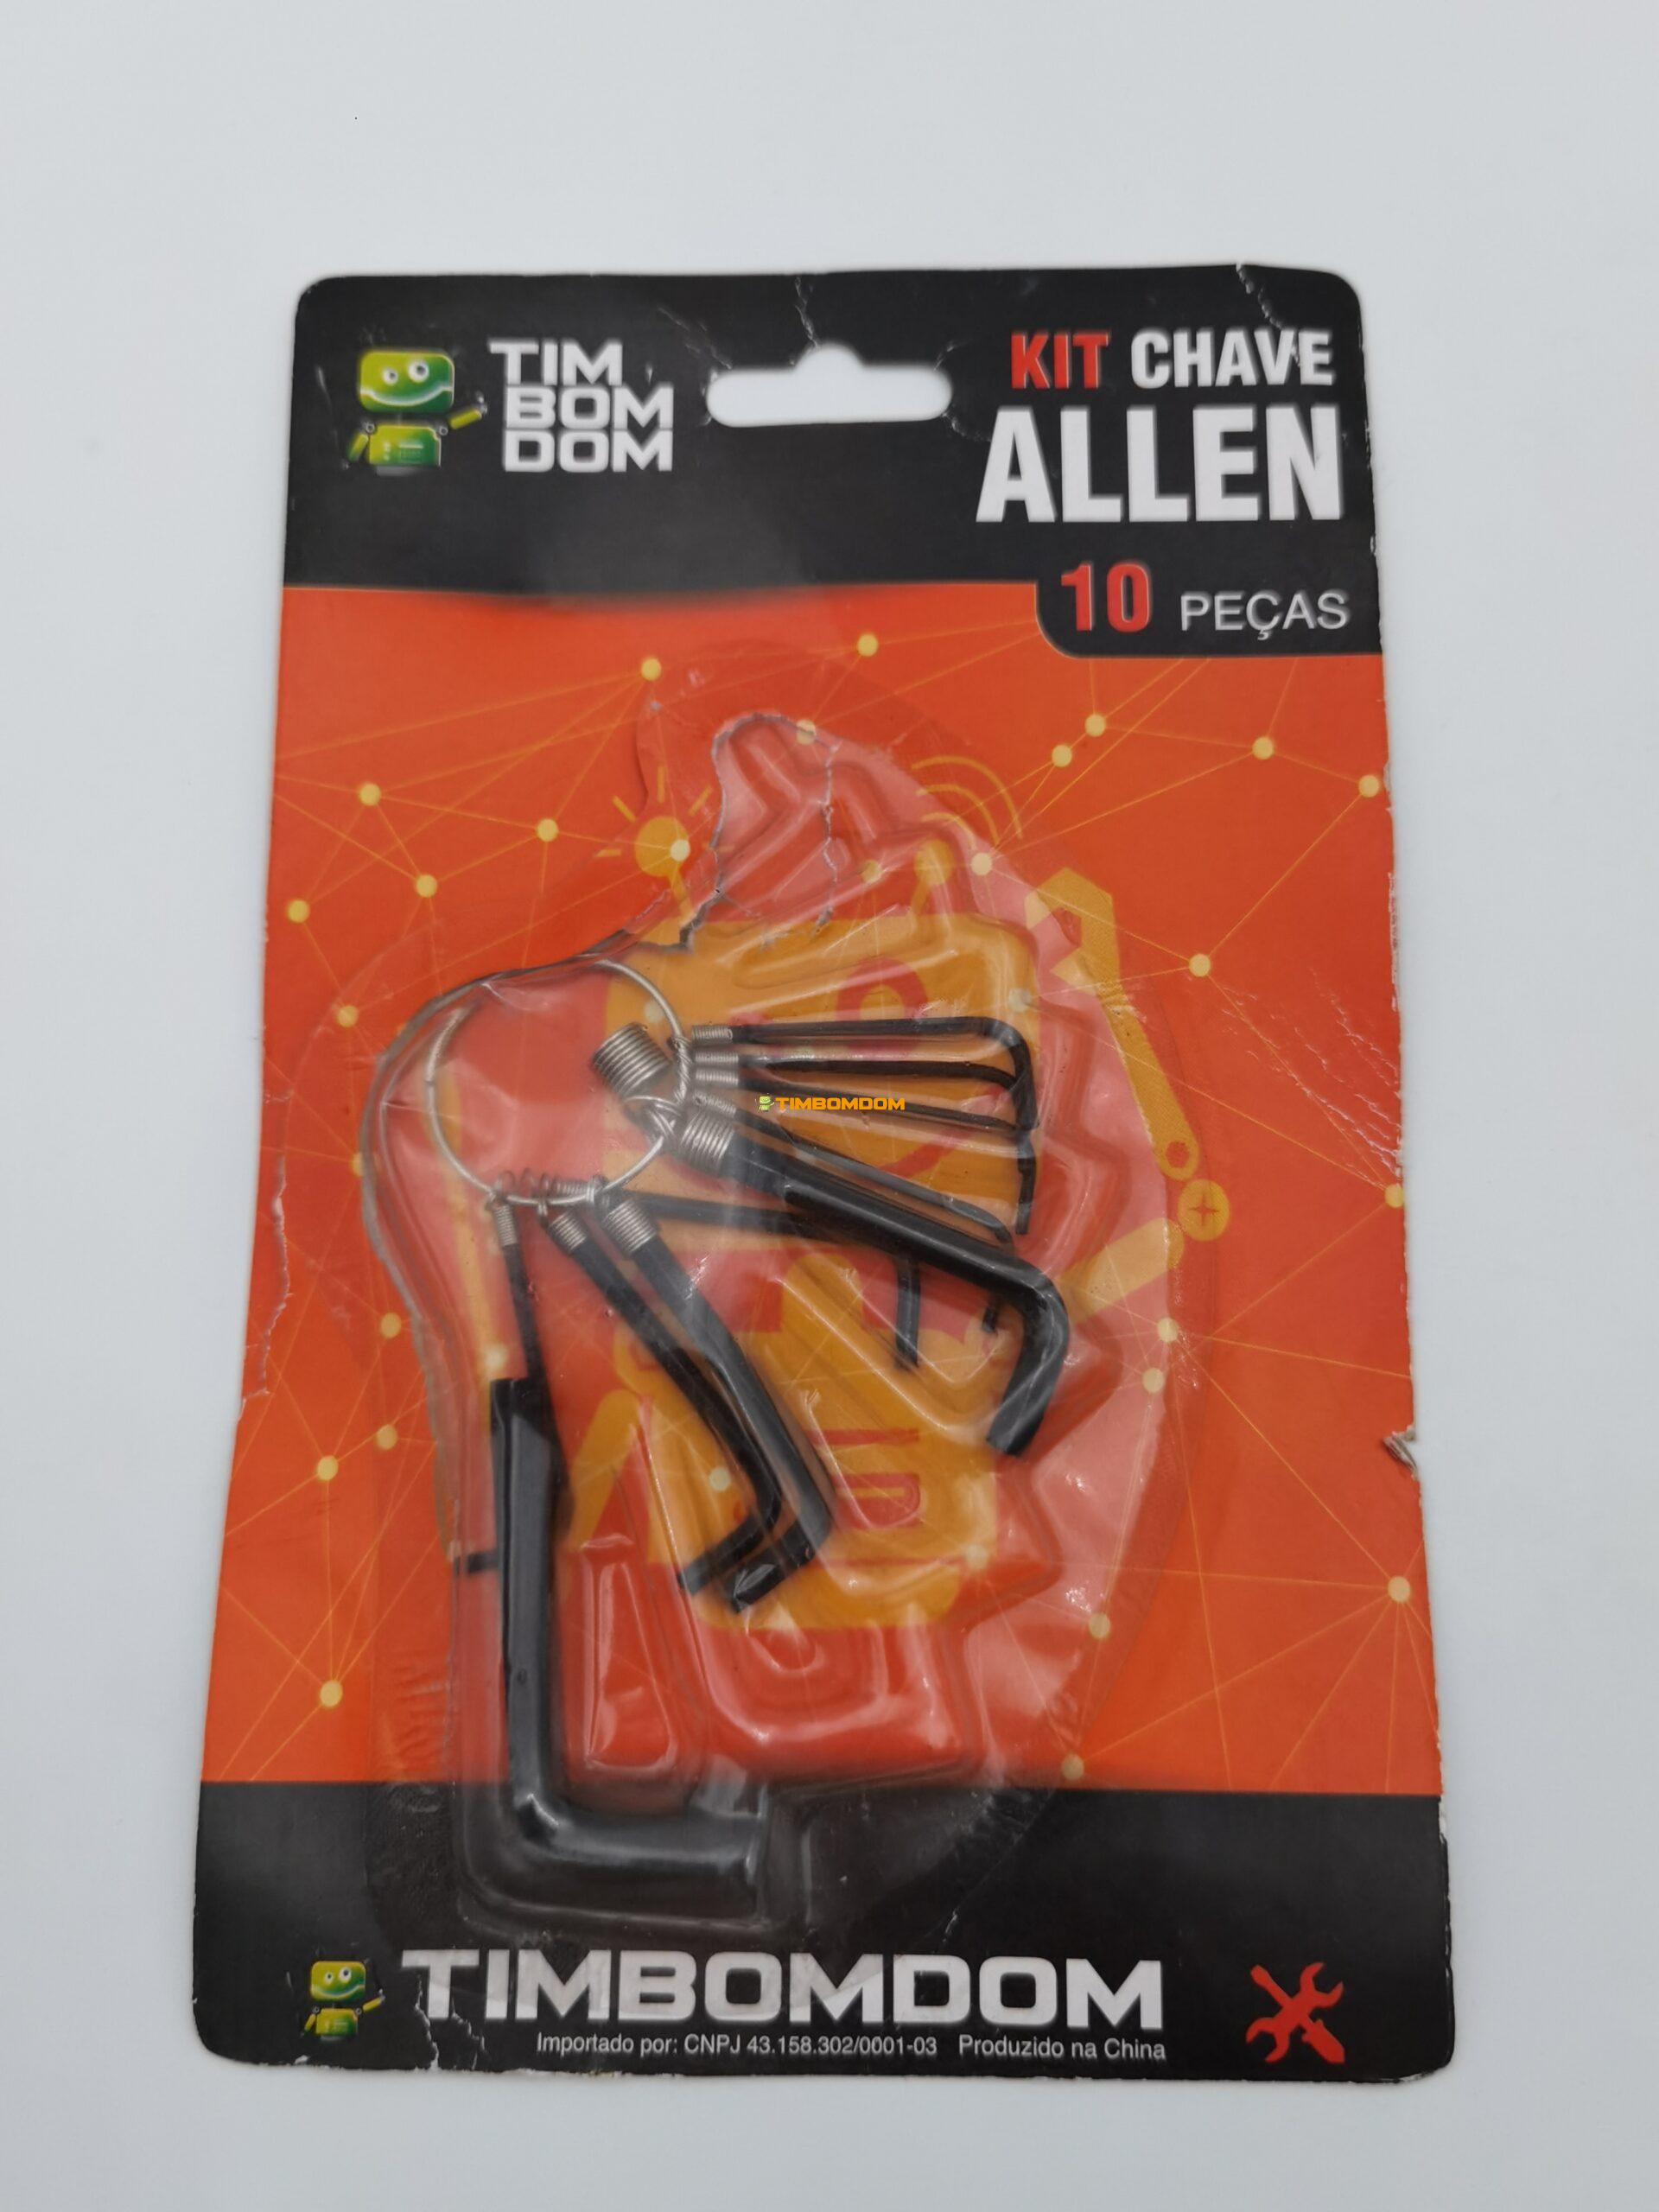 TIM
BOM
DOM
KIT CHAVE
ALLEN
10 PEÇAS
TIMBOMDOM
TIMBOMDOM
Importado por: CNPJ 43.158.302/0001-03 Produzido na China